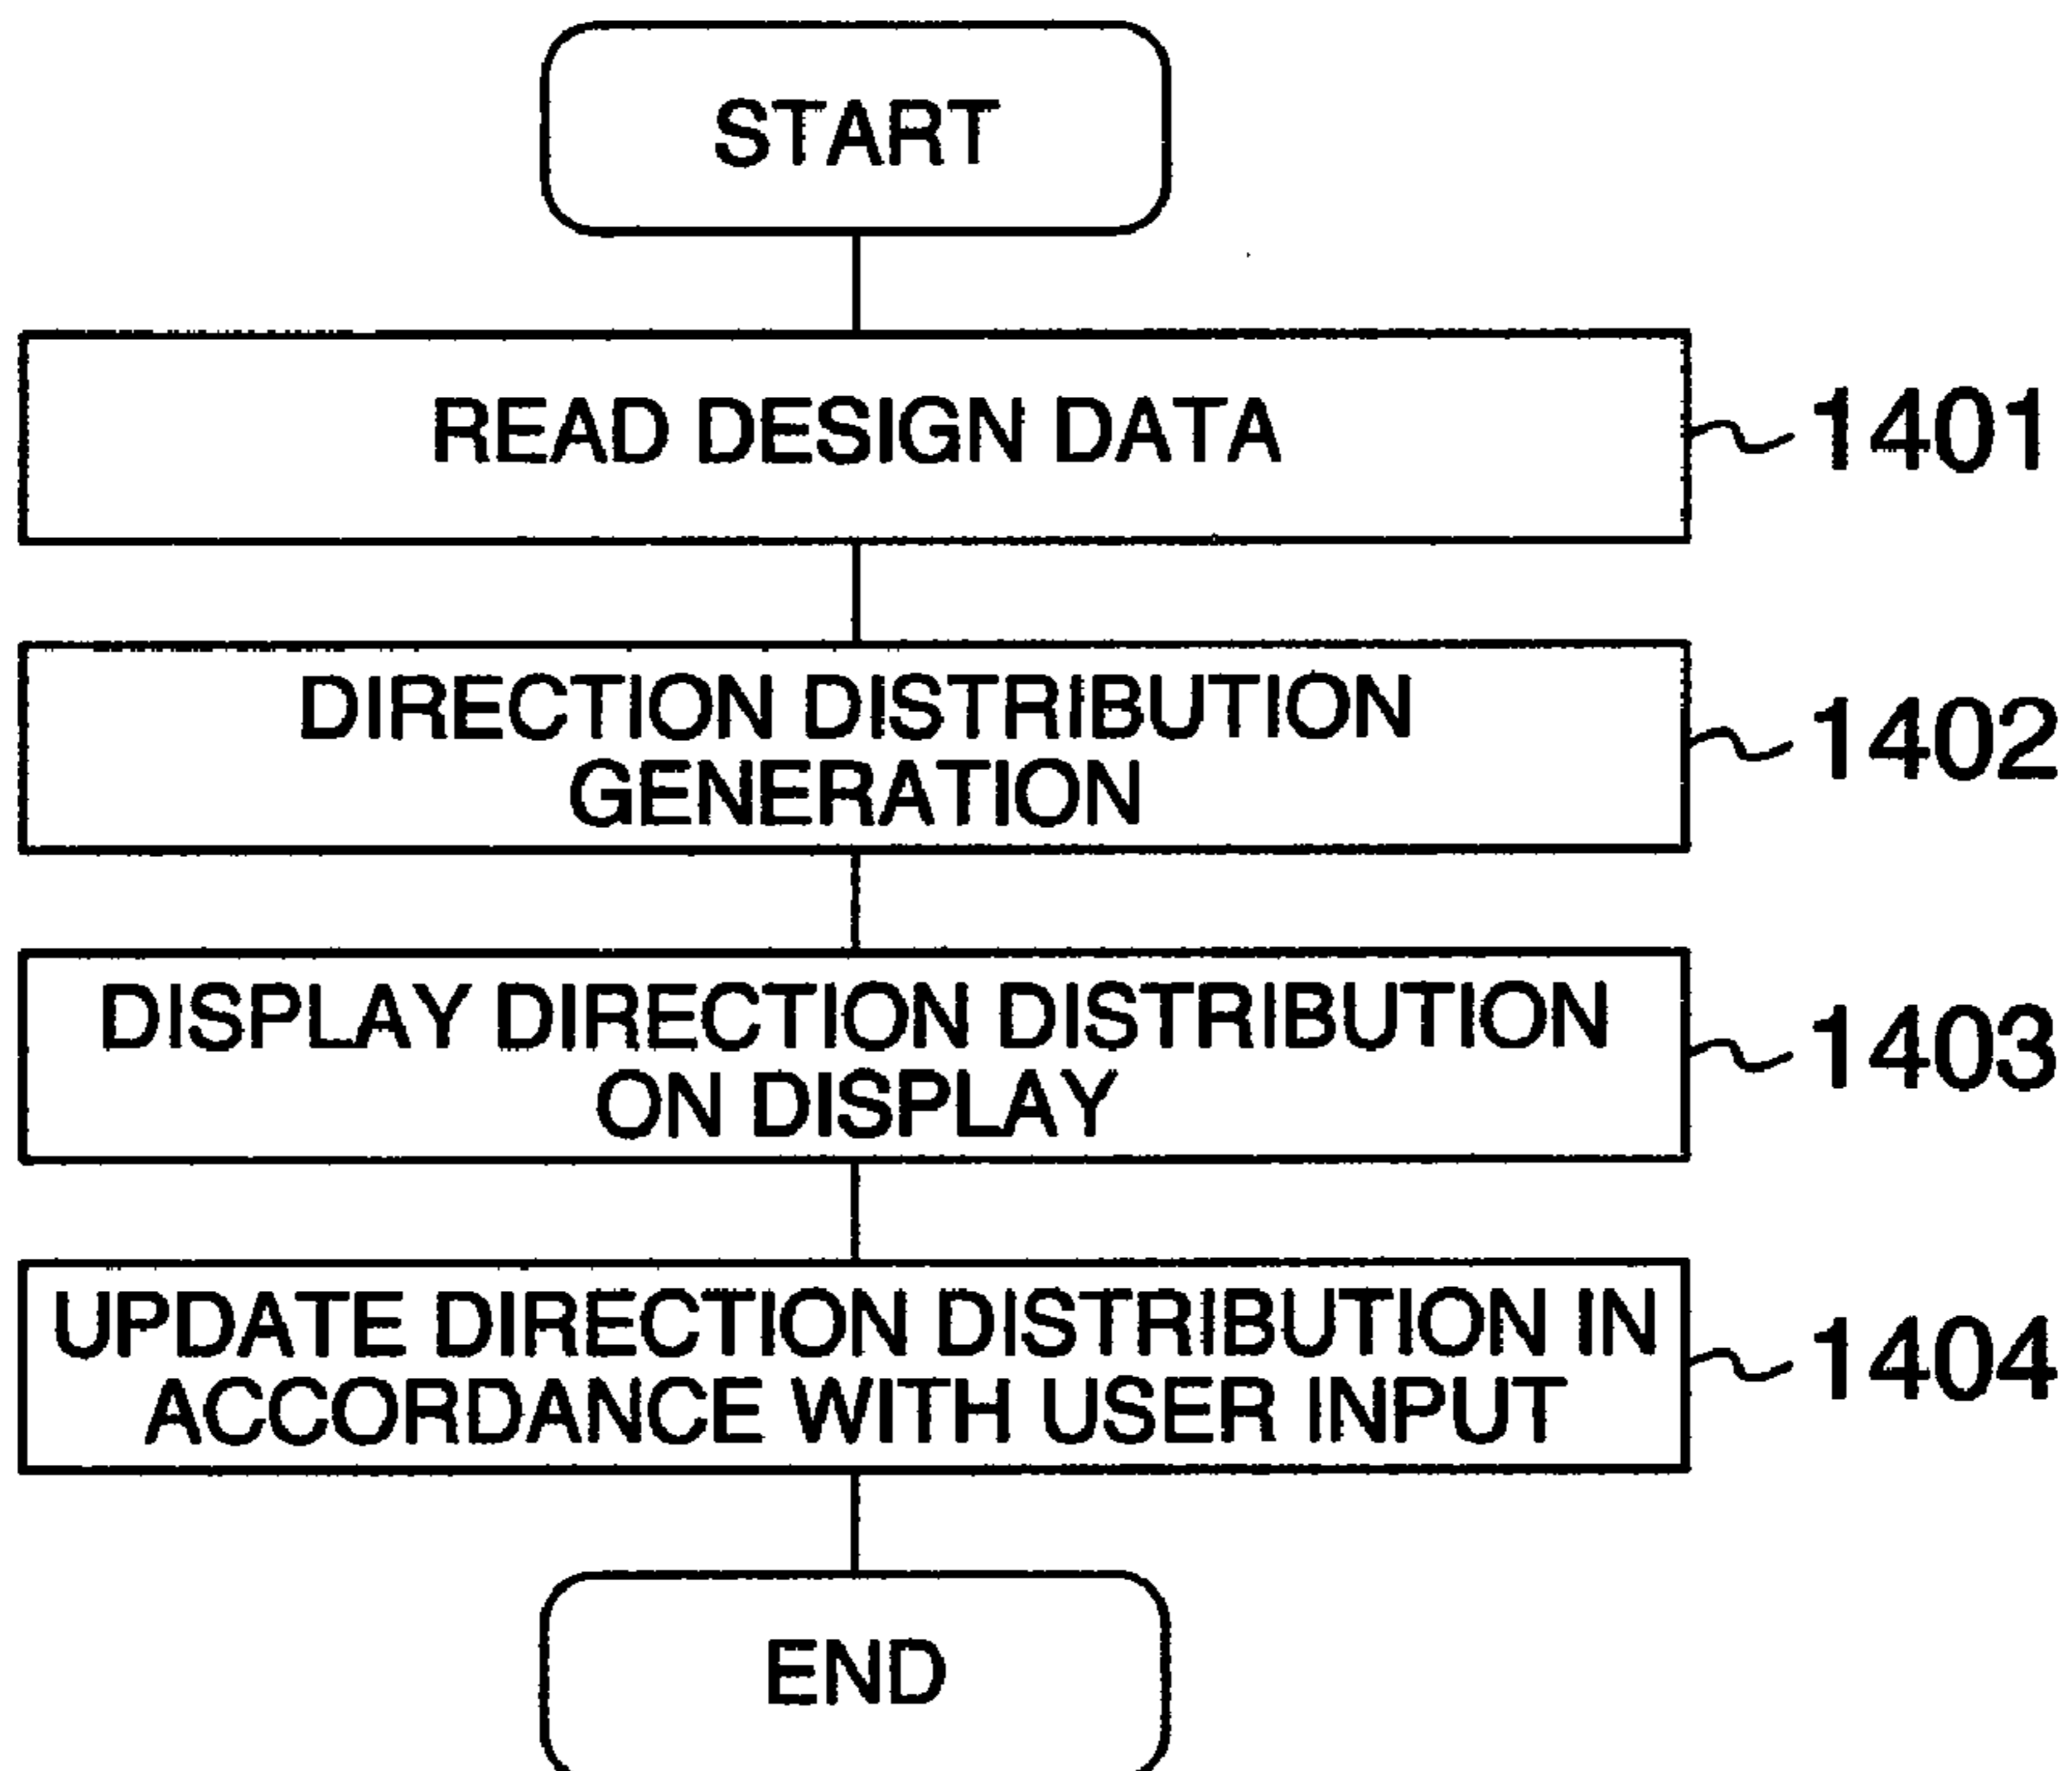 START
READ DESIGN DATA
1401
DIRECTION DISTRIBUTION
GENERATION
1402
DISPLAY DIRECTION DISTRIBUTION
ON DISPLAY
1403
UPDATE DIRECTION DISTRIBUTION IN
ACCORDANCE WITH USER INPUT
1404
END